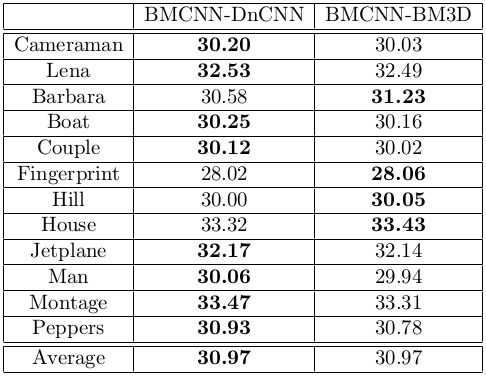 BMCNN-DnCNN BMCNN-BM3D
Cameraman 30.20 30.03
Lena 32.53 32.49
Barbara 30.58 31.23
Boat 30.25 30.16
Couple 30.12 30.02
Fingerprint 28.02 28.06
Hill 30.00 30.05
House 33.32 33.43
Jetplane 32.17 32.14
Man 30.06 29.94
Montage 33.47 33.31
Peppers 30.93 30.78
Average 30.97 30.97